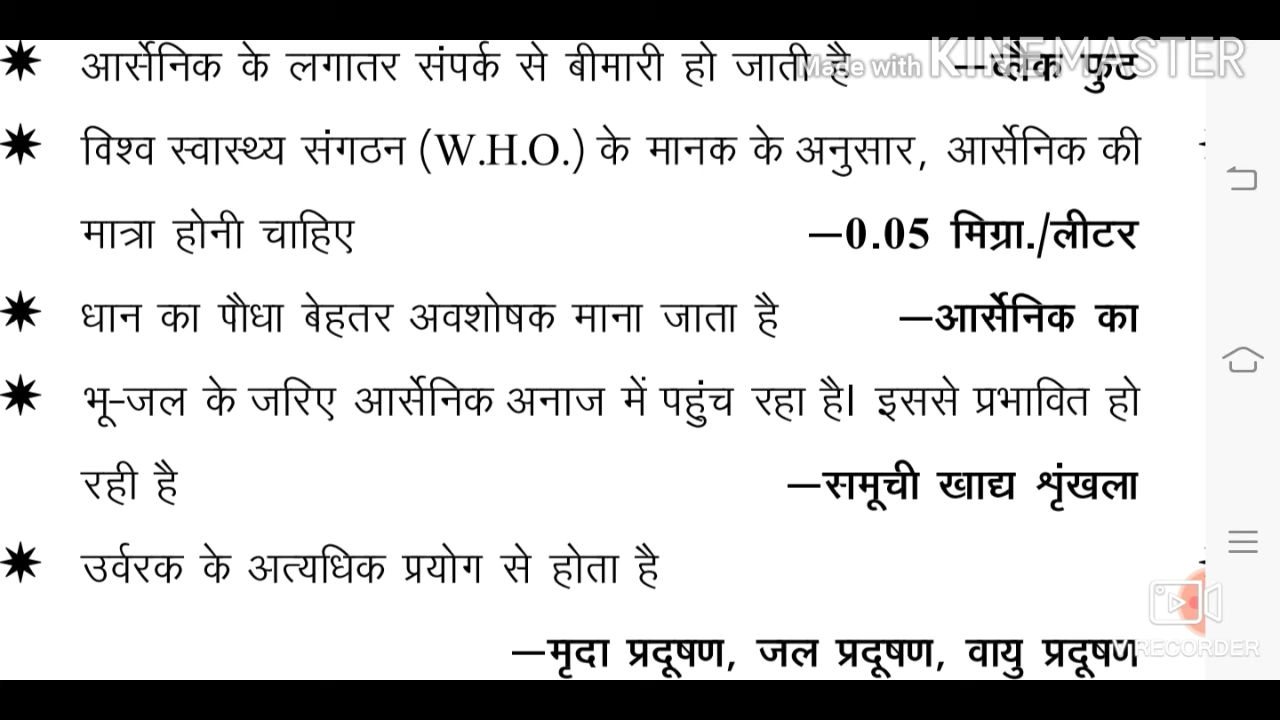 आर्सेनिक के लगातर संपर्क से बीमारी हो जाती है —ब्लैक फुट
Made with KINEMASTER
विश्व स्वास्थ्य संगठन (W.H.O.) के मानक के अनुसार, आर्सेनिक की
मात्रा होनी चाहिए —0.05 मिग्रा./लीटर
धान का पौधा बेहतर अवशोषक माना जाता है —आर्सेनिक का
भू-जल के जरिए आर्सेनिक अनाज में पहुंच रहा है। इससे प्रभावित हो
रही है —समूची खाद्य शृंखला
उर्वरक के अत्यधिक प्रयोग से होता है
—मृदा प्रदूषण, जल प्रदूषण, वायु प्रदूषण
RECORDER